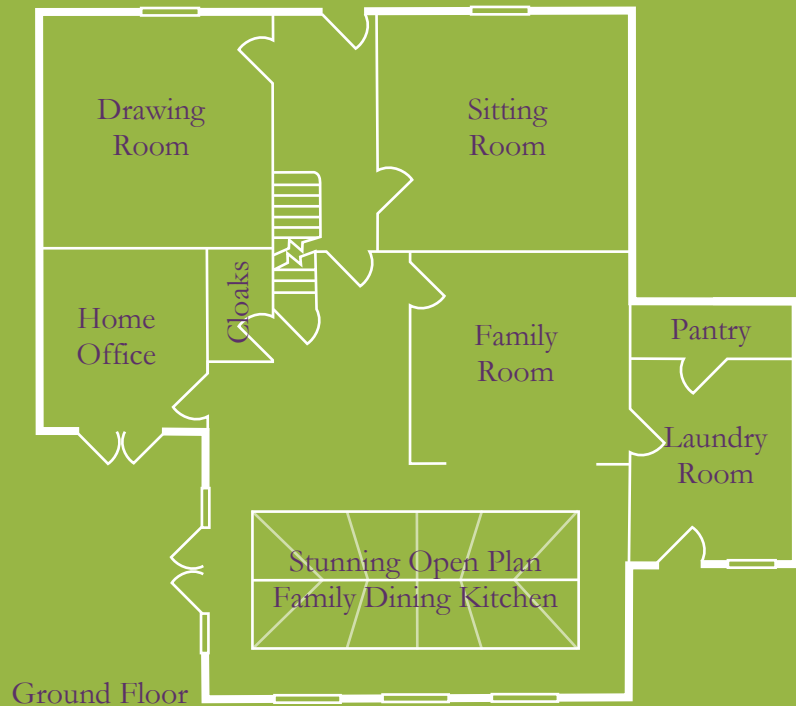 Drawing
Room
Sitting
Room
Home
Office
Cloaks
Family
Room
Pantry
Laundry
Room
Stunning Open Plan
Family Dining Kitchen
Ground Floor